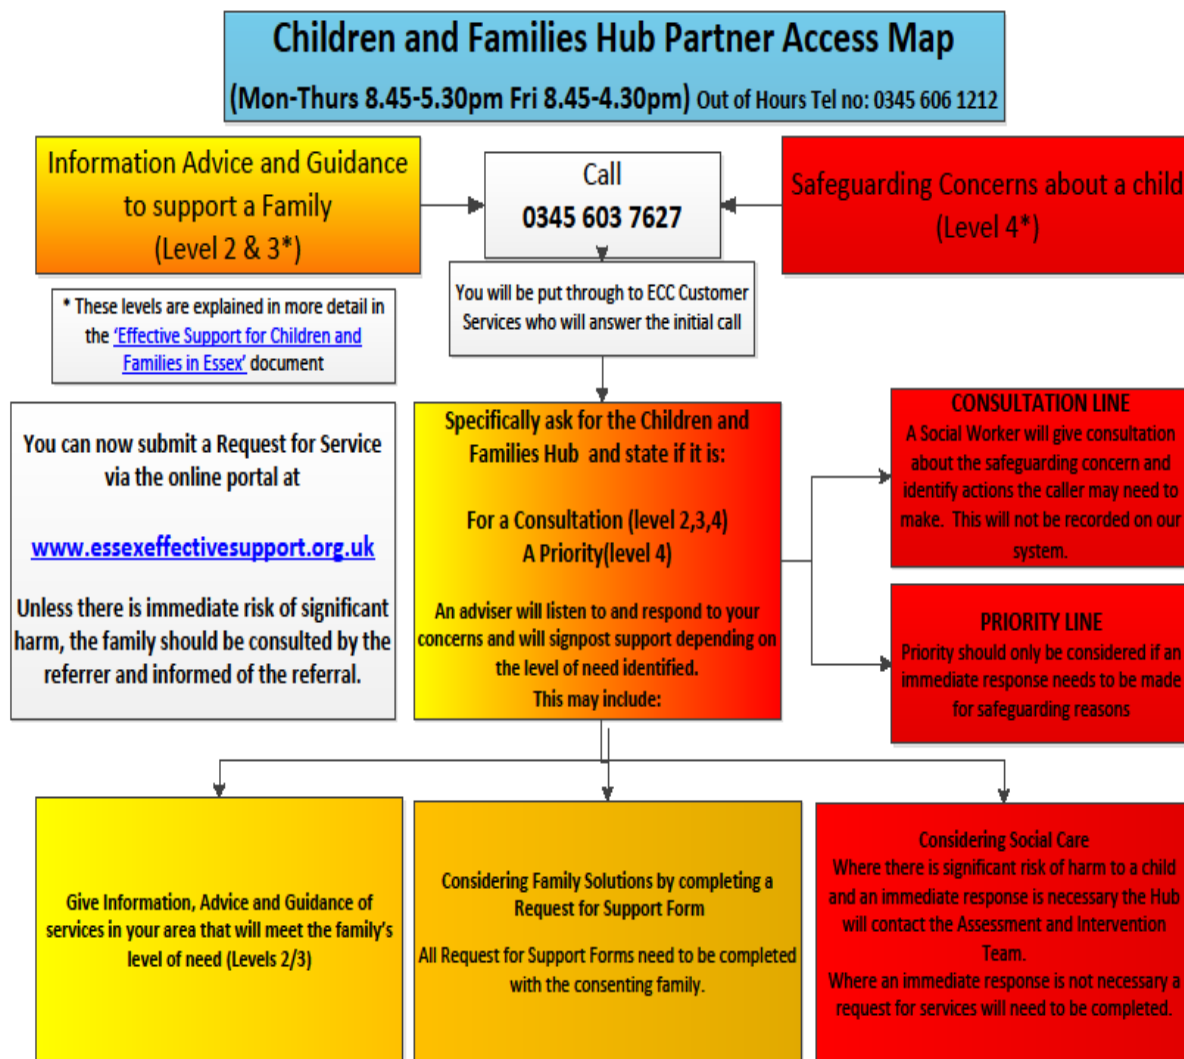 Children and Families Hub Partner Access Map
(Mon-Thurs 8.45-5.30pm Fri 8.45-4.30pm) Out of Hours Tel no: 0345 606 1212
Information Advice and Guidance
to support a Family
(Level 2 & 3*)
Call
0345 603 7627
Safeguarding Concerns about a child
(Level 4*)
* These levels are explained in more detail in
the ‘Effective Support for Children and
Families in Essex’ document
You will be put through to ECC Customer
Services who will answer the initial call
You can now submit a Request for Service
via the online portal at
www.essexeffectivesupport.org.uk
Unless there is immediate risk of significant
harm, the family should be consulted by the
referrer and informed of the referral.
Specifically ask for the Children and
Families Hub and state if it is:
For a Consultation (level 2,3,4)
A Priority(level 4)
An adviser will listen to and respond to your
concerns and will signpost support depending on
the level of need identified.
This may include:
CONSULTATION LINE
A Social Worker will give consultation
about the safeguarding concern and
identify actions the caller may need to
make. This will not be recorded on our
system.
PRIORITY LINE
Priority should only be considered if an
immediate response needs to be made
for safeguarding reasons
Give Information, Advice and Guidance of
services in your area that will meet the family’s
level of need (Levels 2/3)
Considering Family Solutions by completing a
Request for Support Form
All Request for Support Forms need to be completed
with the consenting family.
Considering Social Care
Where there is significant risk of harm to a child
and an immediate response is necessary the Hub
will contact the Assessment and Intervention
Team.
Where an immediate response is not necessary a
request for services will need to be completed.